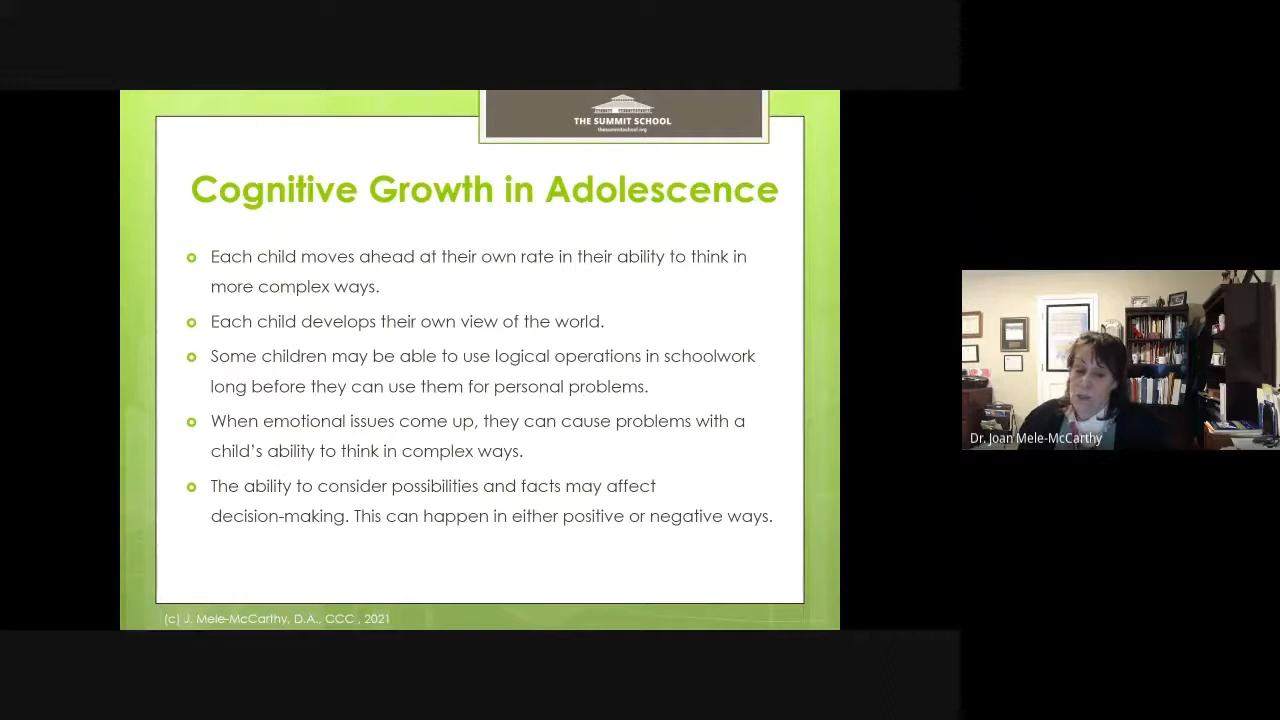 THE SUMMIT SCHOOL
thesummitschool.org
Cognitive Growth in Adolescence
Each child moves ahead at their own rate in their ability to think in
more complex ways.
Each child develops their own view of the world.
Some children may be able to use logical operations in schoolwork
long before they can use them for personal problems.
When emotional issues come up, they can cause problems with a
child's ability to think in complex ways.
The ability to consider possibilities and facts may affect
decision-making. This can happen in either positive or negative ways.
Dr. Joan Mele-McCarthy
(c) J. Mele-McCarthy, D.A., CCC , 2021